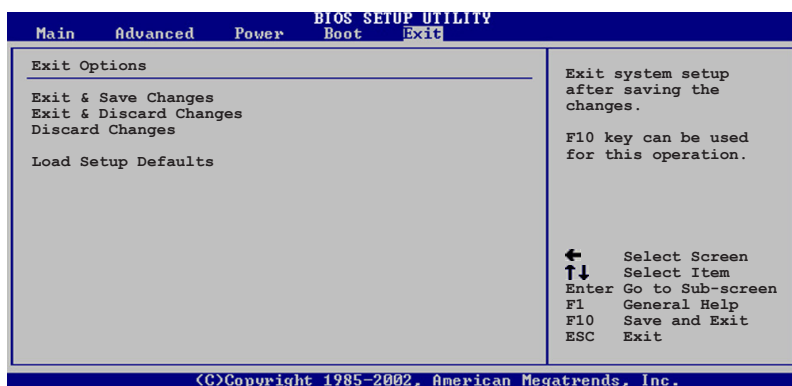 BIOS SETUP UTILITY
Main Advanced Power Boot Exit
Exit Options
Exit & Save Changes
Exit & Discard Changes
Discard Changes
Load Setup Defaults
Exit system setup
after saving the
changes.
F10 key can be used
for this operation.
← Select Screen
↑↓ Select Item
Enter Go to Sub-screen
F1 General Help
F10 Save and Exit
ESC Exit
(C)Copyright 1985-2002, American Megatrends, Inc.